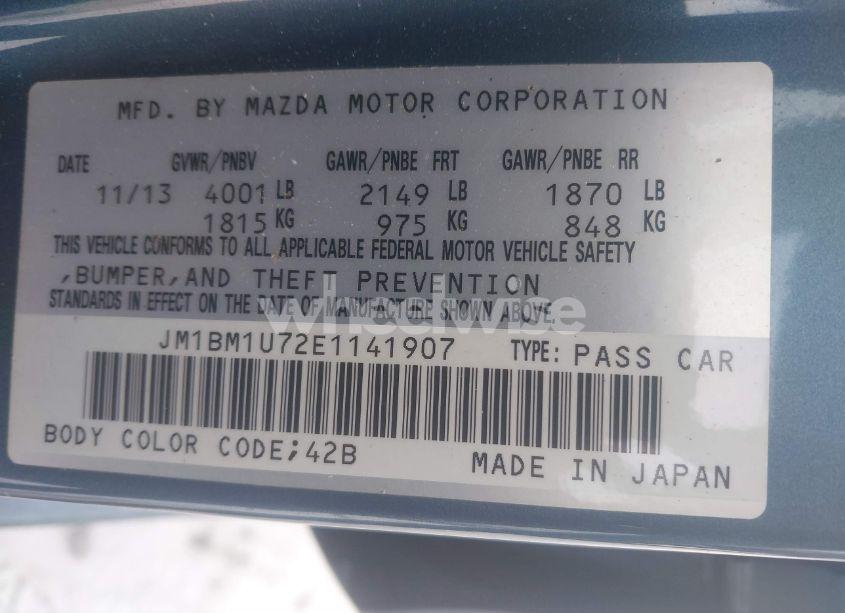 MFD. BY MAZDA MOTOR CORPORATION
DATE GVWR/PNBV GAWR/PNBE FRT GAWR/PNBE RR
11/13 4001 LB 2149 LB 1870 LB
1815 KG 975 KG 848 KG
THIS VEHICLE CONFORMS TO ALL APPLICABLE FEDERAL MOTOR VEHICLE SAFETY
,BUMPER,AND THEFT PREVENTION
STANDARDS IN EFFECT ON THE DATE OF MANUFACTURE SHOWN ABOVE.
wheelwise
JM1BM1U72E1141907 TYPE: PASS CAR
BODY COLOR CODE;42B
MADE IN JAPAN